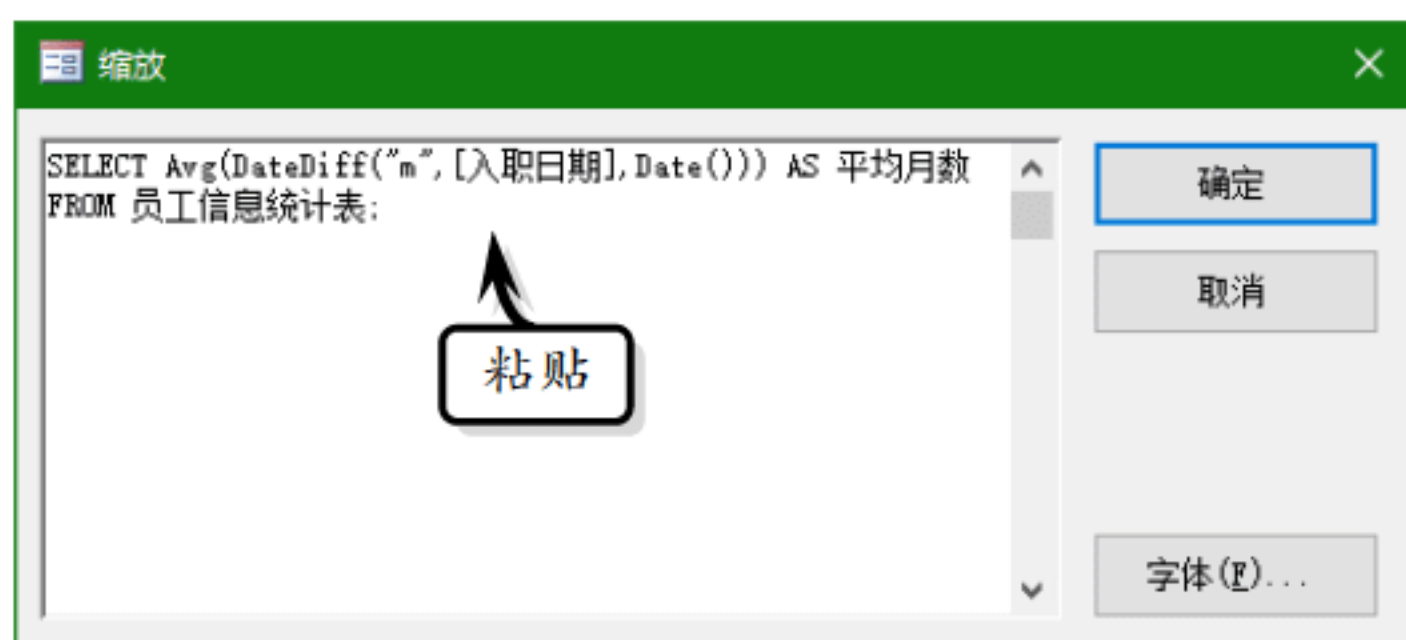 缩放
SELECT Avg(DateDiff("m",[入职日期],Date())) AS 平均月数
FROM 员工信息统计表;
确定
取消
粘贴
字体(F)...